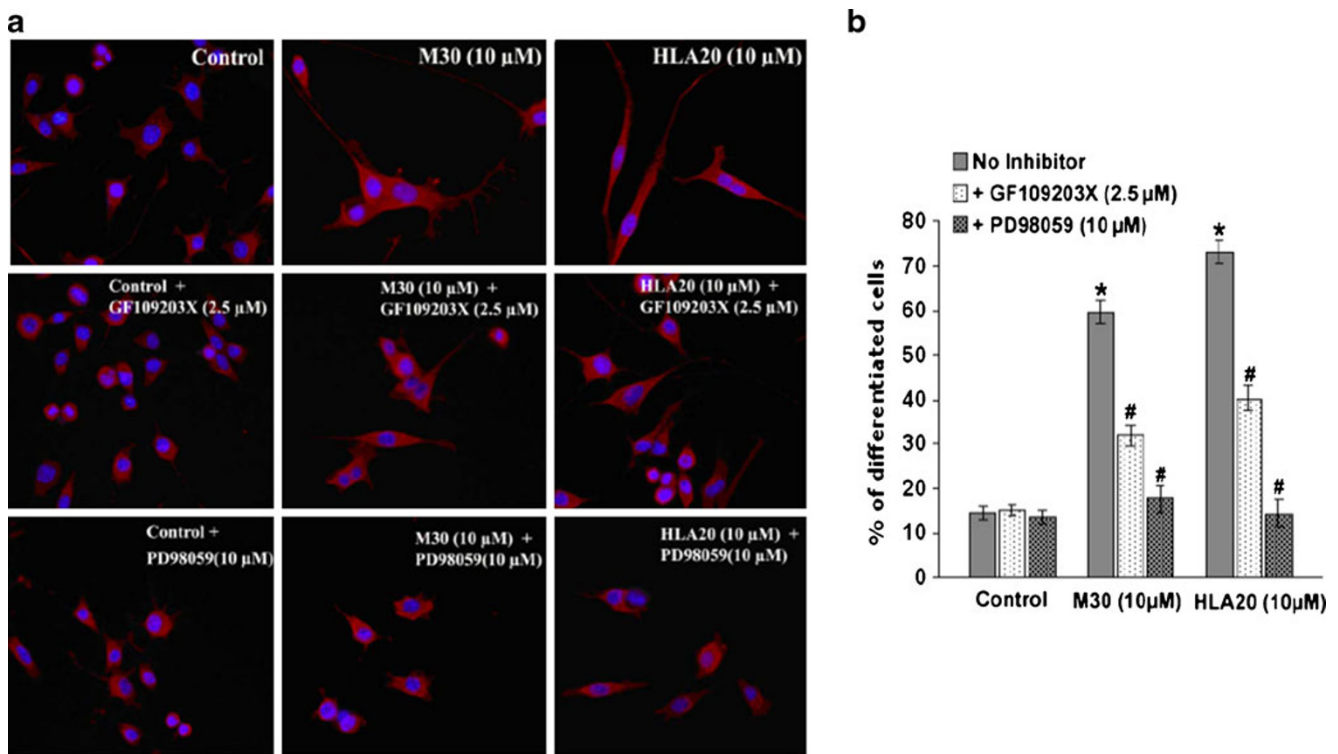 a
Control
M30 (10 µM)
HLA20 (10 µM)
Control +
GF109203X (2.5 µM)
M30 (10 µM) +
GF109203X (2.5 µM)
HLA20 (10 µM) +
GF109203X (2.5 µM)
Control +
PD98059(10 µM)
M30 (10 µM) +
PD98059(10 µM)
HLA20 (10 µM) +
PD98059(10 µM)
b
No Inhibitor
+ GF109203X (2.5 µM)
+ PD98059 (10 µM)
% of differentiated cells
80
70
60
50
40
30
20
10
0
*
#
#
*
#
#
Control
M30 (10µM)
HLA20 (10µM)